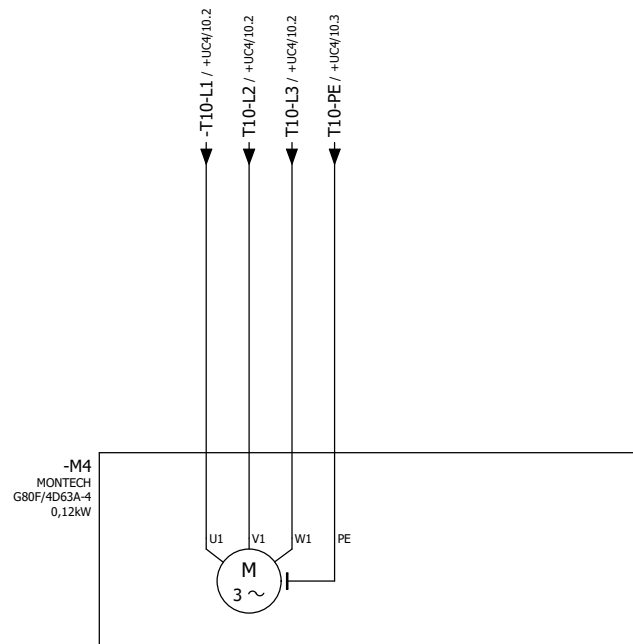 -T10-L1 / +UC4/10.2
T10-L2 / +UC4/10.2
T10-L3 / +UC4/10.2
T10-PE / +UC4/10.3
-M4
MONTECH
G80F/4D63A-4
0,12kW
U1
V1
W1
PE
M
3 ~